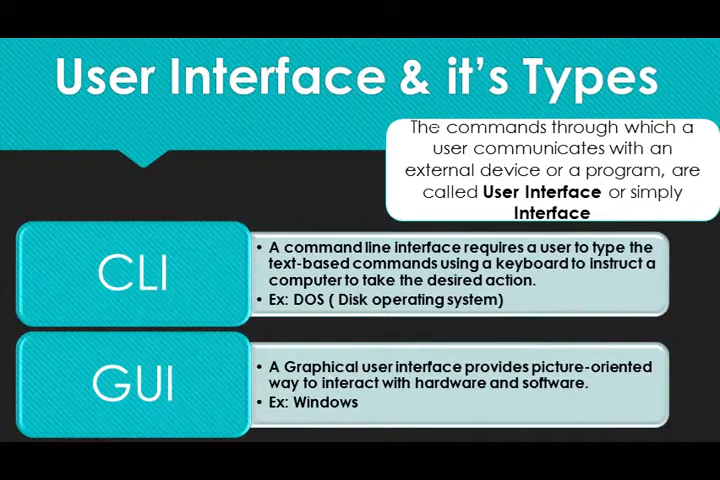 User Interface & it's Types
The commands through which a
user communicates with an
external device or a program, are
called User Interface or simply
Interface
CLI
• A command line interface requires a user to type the
text-based commands using a keyboard to instruct a
computer to take the desired action.
• Ex: DOS ( Disk operating system)
GUI
• A Graphical user interface provides picture-oriented
way to interact with hardware and software.
• Ex: Windows